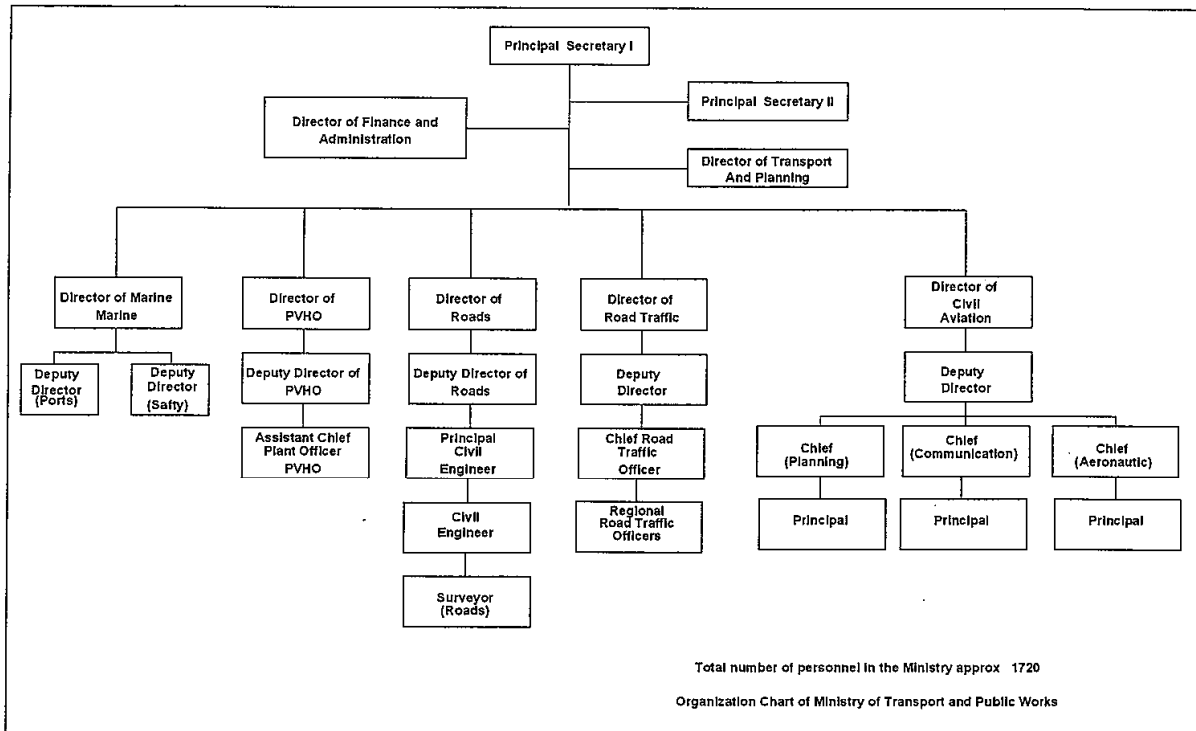 Principal Secretary I
Principal Secretary II
Director of Finance and
Administration
Director of Transport
And Planning
Director of Marine
Marine
Director of
PVHO
Director of
Roads
Director of
Road Traffic
Director of
Civil
Aviation
Deputy
Director
(Ports)
Deputy
Director
(Safty)
Deputy Director of
PVHO
Deputy Director of
Roads
Deputy
Director
Deputy
Director
Assistant Chief
Plant Officer
PVHO
Principal
Civil
Engineer
Chief Road
Traffic
Officer
Chief
(Planning)
Chief
(Communication)
Chief
(Aeronautic)
Civil
Engineer
Regional
Road Traffic
Officers
Principal
Principal
Principal
Surveyor
(Roads)
Total number of personnel in the Ministry approx 1720
Organization Chart of Ministry of Transport and Public Works